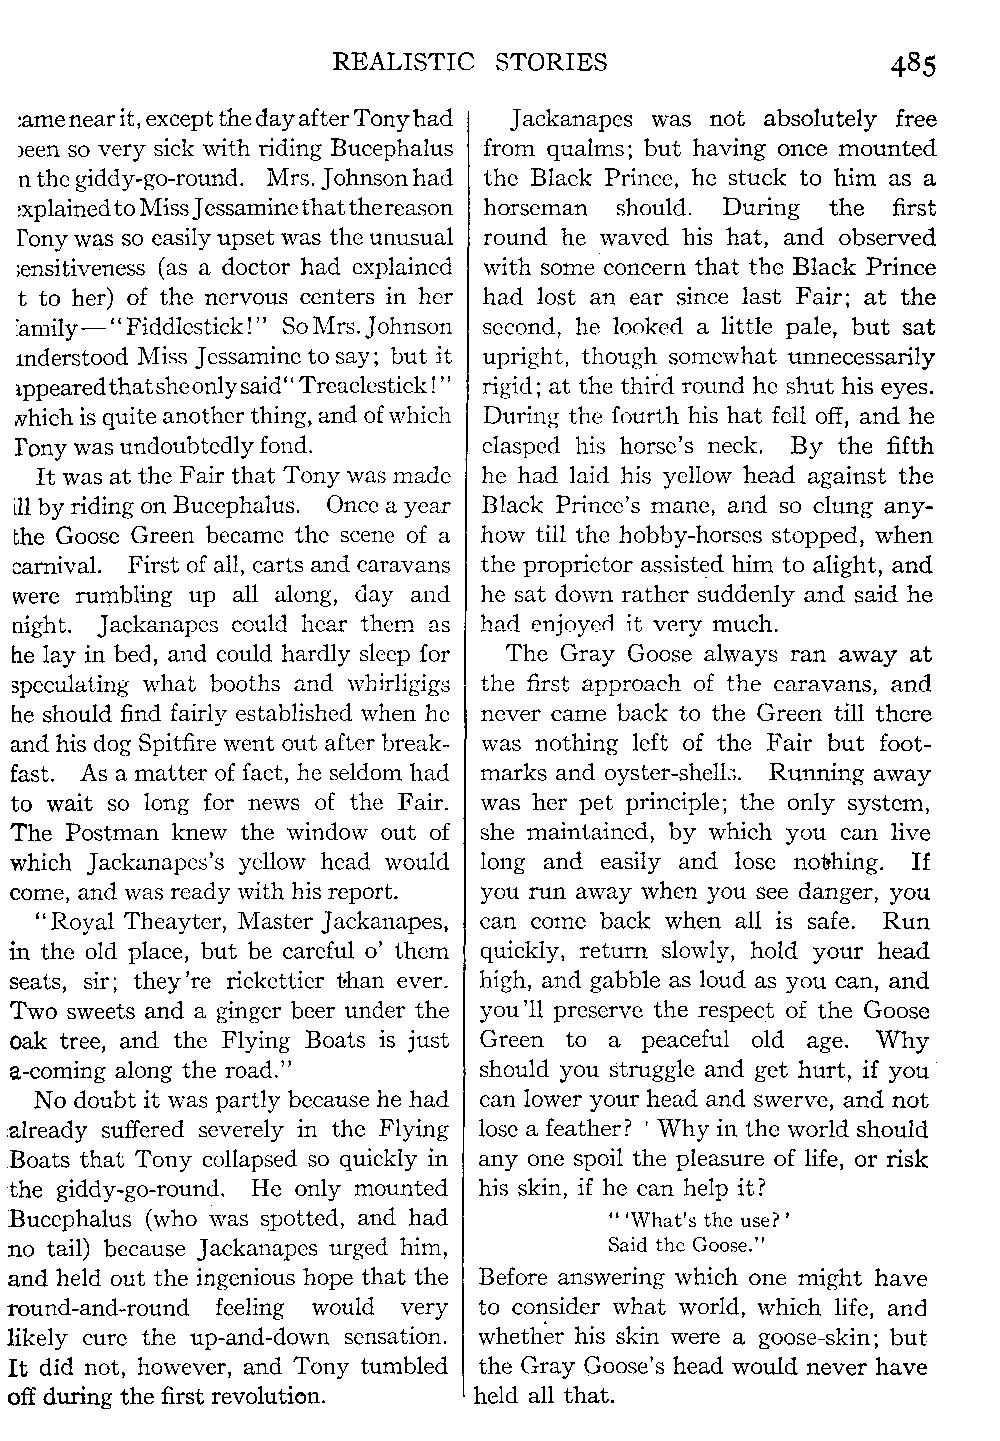 REALISTIC STORIES 485
came near it, except the day after Tony had
been so very sick with riding Bucephalus
n the giddy-go-round. Mrs. Johnson had
explained to Miss Jessamine that the reason
Tony was so easily upset was the unusual
sensitiveness (as a doctor had explained
t to her) of the nervous centers in her
family—"Fiddlestick!" So Mrs. Johnson
understood Miss Jessamine to say; but it
appeared that she only said "Treaclestick!"
which is quite another thing, and of which
Tony was undoubtedly fond.
It was at the Fair that Tony was made
ill by riding on Bucephalus. Once a year
the Goose Green became the scene of a
carnival. First of all, carts and caravans
were rumbling up all along, day and
night. Jackanapes could hear them as
he lay in bed, and could hardly sleep for
speculating what booths and whirligigs
he should find fairly established when he
and his dog Spitfire went out after break-
fast. As a matter of fact, he seldom had
to wait so long for news of the Fair.
The Postman knew the window out of
which Jackanapes's yellow head would
come, and was ready with his report.
"Royal Theayter, Master Jackanapes,
in the old place, but be careful o' them
seats, sir; they're rickettier than ever.
Two sweets and a ginger beer under the
oak tree, and the Flying Boats is just
a-coming along the road."
No doubt it was partly because he had
already suffered severely in the Flying
Boats that Tony collapsed so quickly in
the giddy-go-round. He only mounted
Bucephalus (who was spotted, and had
no tail) because Jackanapes urged him,
and held out the ingenious hope that the
round-and-round feeling would very
likely cure the up-and-down sensation.
It did not, however, and Tony tumbled
off during the first revolution.
Jackanapes was not absolutely free
from qualms; but having once mounted
the Black Prince, he stuck to him as a
horseman should. During the first
round he waved his hat, and observed
with some concern that the Black Prince
had lost an ear since last Fair; at the
second, he looked a little pale, but sat
upright, though somewhat unnecessarily
rigid; at the third round he shut his eyes.
During the fourth his hat fell off, and he
clasped his horse's neck. By the fifth
he had laid his yellow head against the
Black Prince's mane, and so clung any-
how till the hobby-horses stopped, when
the proprietor assisted him to alight, and
he sat down rather suddenly and said he
had enjoyed it very much.
The Gray Goose always ran away at
the first approach of the caravans, and
never came back to the Green till there
was nothing left of the Fair but foot-
marks and oyster-shells. Running away
was her pet principle; the only system,
she maintained, by which you can live
long and easily and lose nothing. If
you run away when you see danger, you
can come back when all is safe. Run
quickly, return slowly, hold your head
high, and gabble as loud as you can, and
you'll preserve the respect of the Goose
Green to a peaceful old age. Why
should you struggle and get hurt, if you
can lower your head and swerve, and not
lose a feather? Why in the world should
any one spoil the pleasure of life, or risk
his skin, if he can help it?
"'What's the use?'
Said the Goose."
Before answering which one might have
to consider what world, which life, and
whether his skin were a goose-skin; but
the Gray Goose's head would never have
held all that.